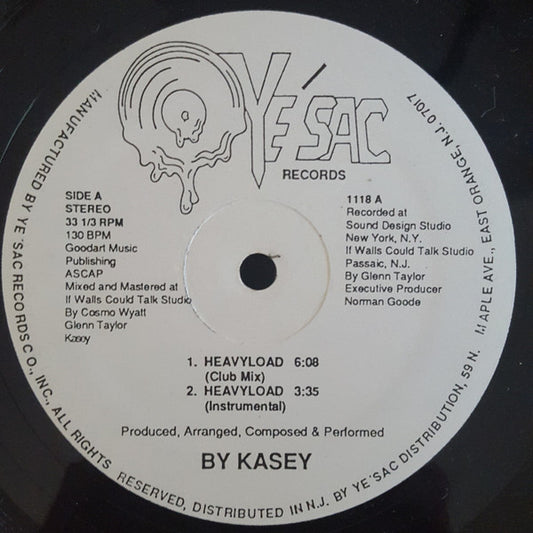 YE'SAC
RECORDS
SIDE A
STEREO
33 1/3 RPM
130 BPM
Goodart Music
Publishing
ASCAP
Mixed and Mastered at
If Walls Could Talk Studio
By Cosmo Wyatt
Glenn Taylor
Kasey
1118 A
Recorded at
Sound Design Studio
New York, N.Y.
If Walls Could Talk Studio
Passaic, N.J.
By Glenn Taylor
Executive Producer
Norman Goode
1. HEAVYLOAD 6:08
(Club Mix)
2. HEAVYLOAD 3:35
(Instrumental)
Produced, Arranged, Composed & Performed
BY KASEY
MANUFACTURED BY YE'SAC RECORDS CO., INC., ALL RIGHTS RESERVED, DISTRIBUTED IN N.J. BY YE'SAC DISTRIBUTION, 59 N. MAPLE AVE., EAST ORANGE, N.J. 07017